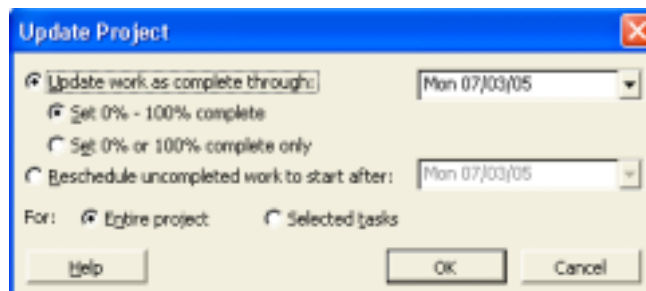 Update Project
Update work as complete through: Mon 07/03/05
Set 0% - 100% complete
Set 0% or 100% complete only
Reschedule uncompleted work to start after: Mon 07/03/05
For: Entire project Selected tasks
Help OK Cancel